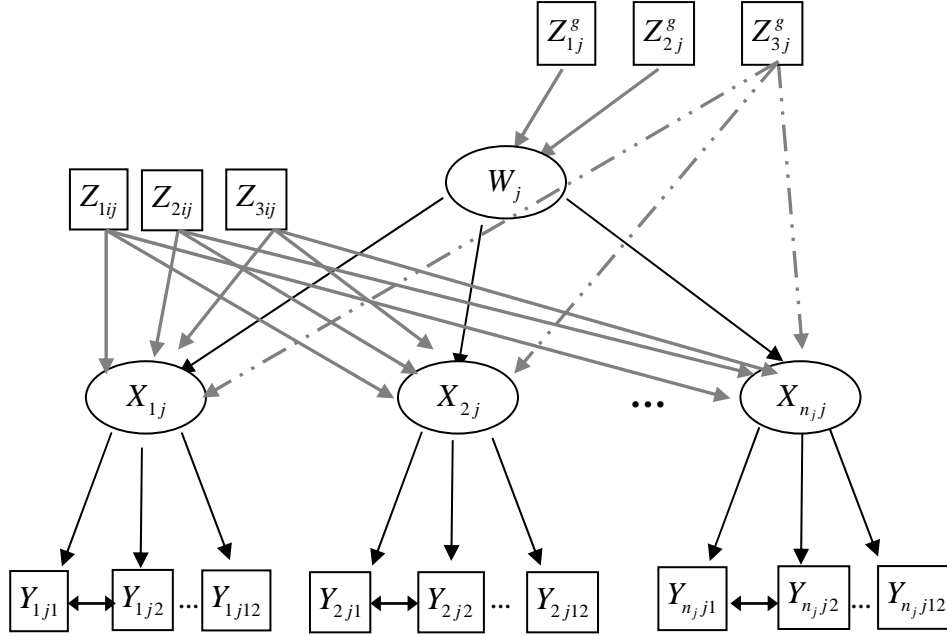 Z^g_{1j} Z^g_{2j} Z^g_{3j}
W_j
Z_{1ij} Z_{2ij} Z_{3ij}
X_{1j} X_{2j} ... X_{n_j j}
Y_{1j1} Y_{1j2} ... Y_{1j12} Y_{2j1} Y_{2j2} ... Y_{2j12} Y_{n_j j1} Y_{n_j j2} ... Y_{n_j j12}